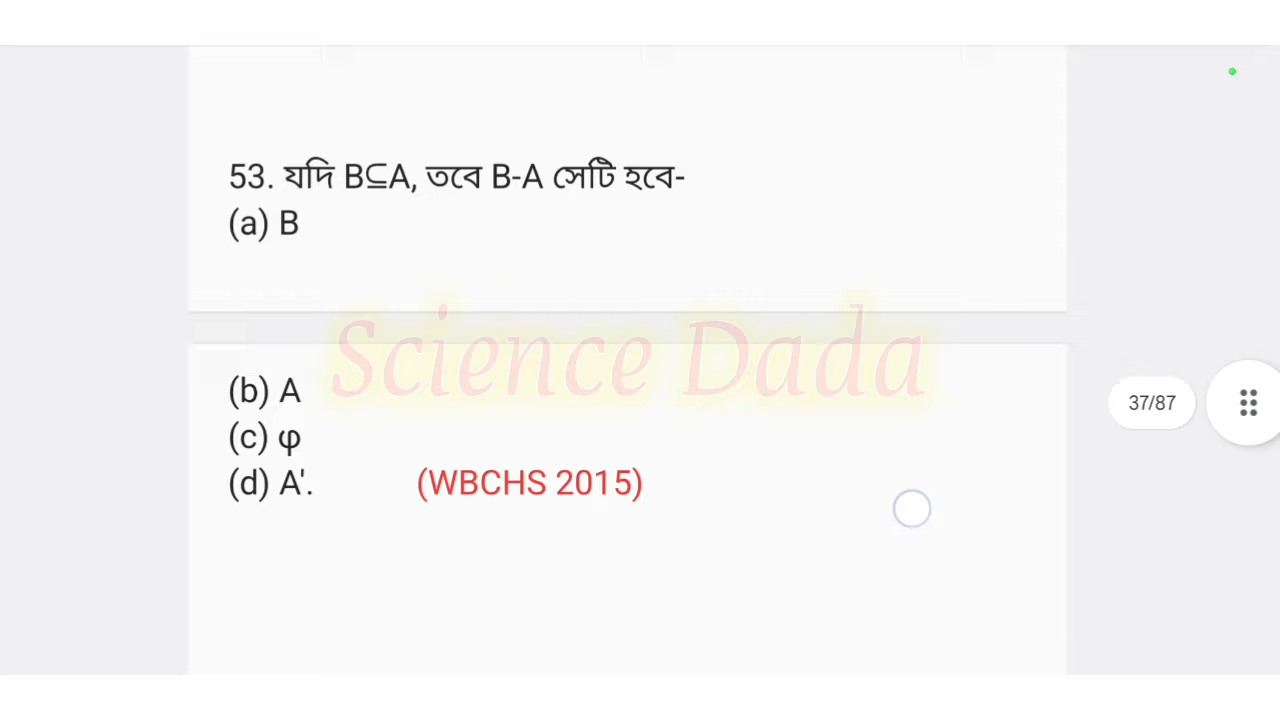 53. যদি B⊆A, তবে B-A সেটি হবে-
(a) B
Science Dada
(b) A
37/87
(c) φ
(d) A'. (WBCHS 2015)